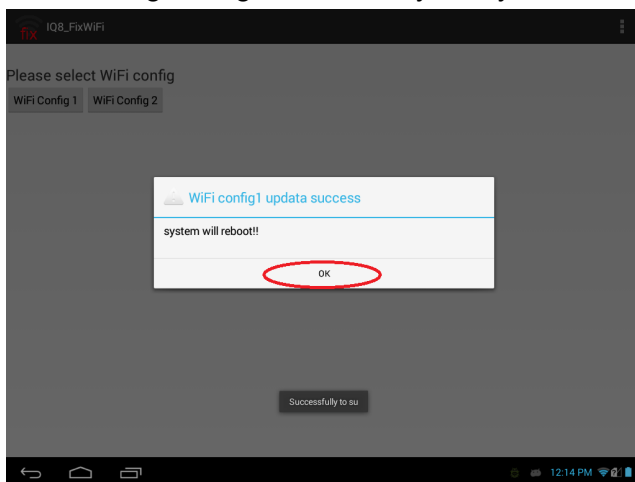 fix IQ8_FixWiFi
Please select WiFi config
WiFi Config 1 WiFi Config 2
WiFi config1 updata success
system will reboot!!
OK
Successfully to su
12:14 PM